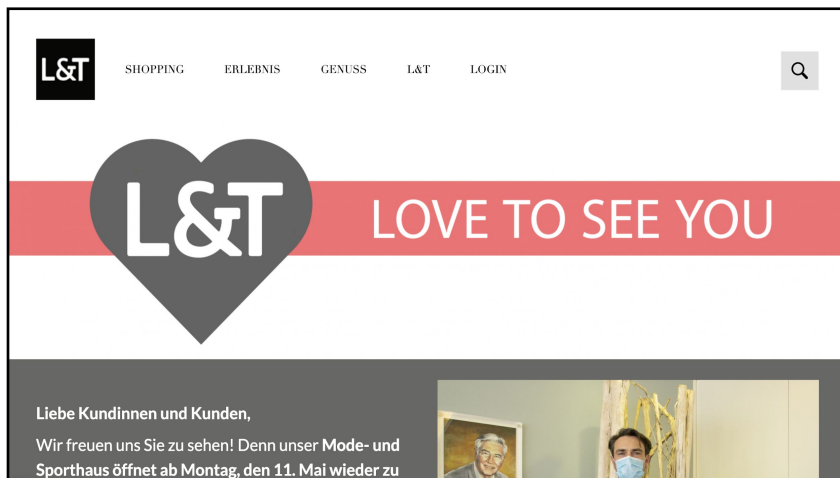 L&T
SHOPPING ERLEBNIS GENUSS L&T LOGIN
L&T
LOVE TO SEE YOU
Liebe Kundinnen und Kunden,
Wir freuen uns Sie zu sehen! Denn unser Mode- und
Sporthaus öffnet ab Montag, den 11. Mai wieder zu